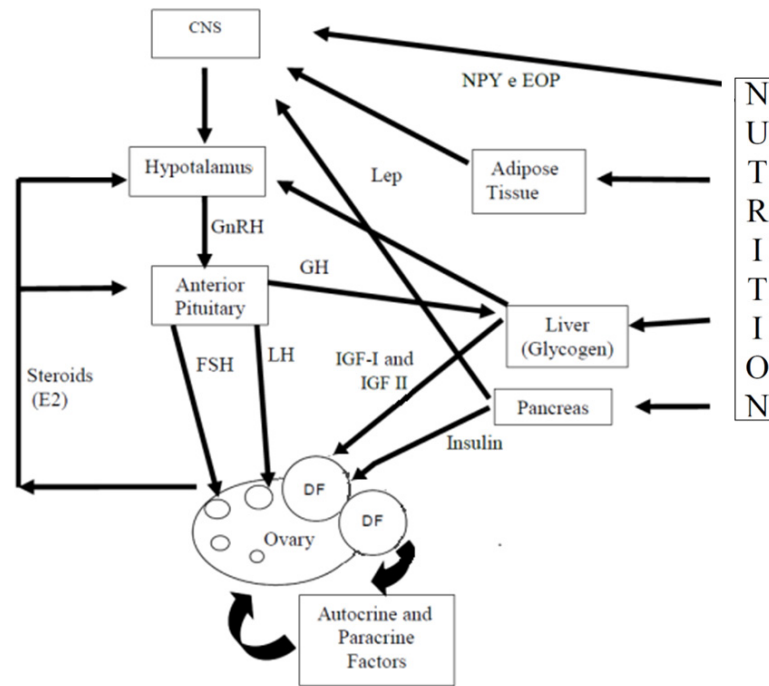 CNS
NPY e EOP
Hypotalamus
Lep
Adipose
Tissue
GnRH
GH
Anterior
Pituitary
Liver
(Glycogen)
FSH
LH
IGF-I and
IGF II
Steroids
(E2)
Pancreas
Insulin
DF
DF
Ovary
Autocrine and
Paracrine
Factors
N
U
T
R
I
T
I
O
N